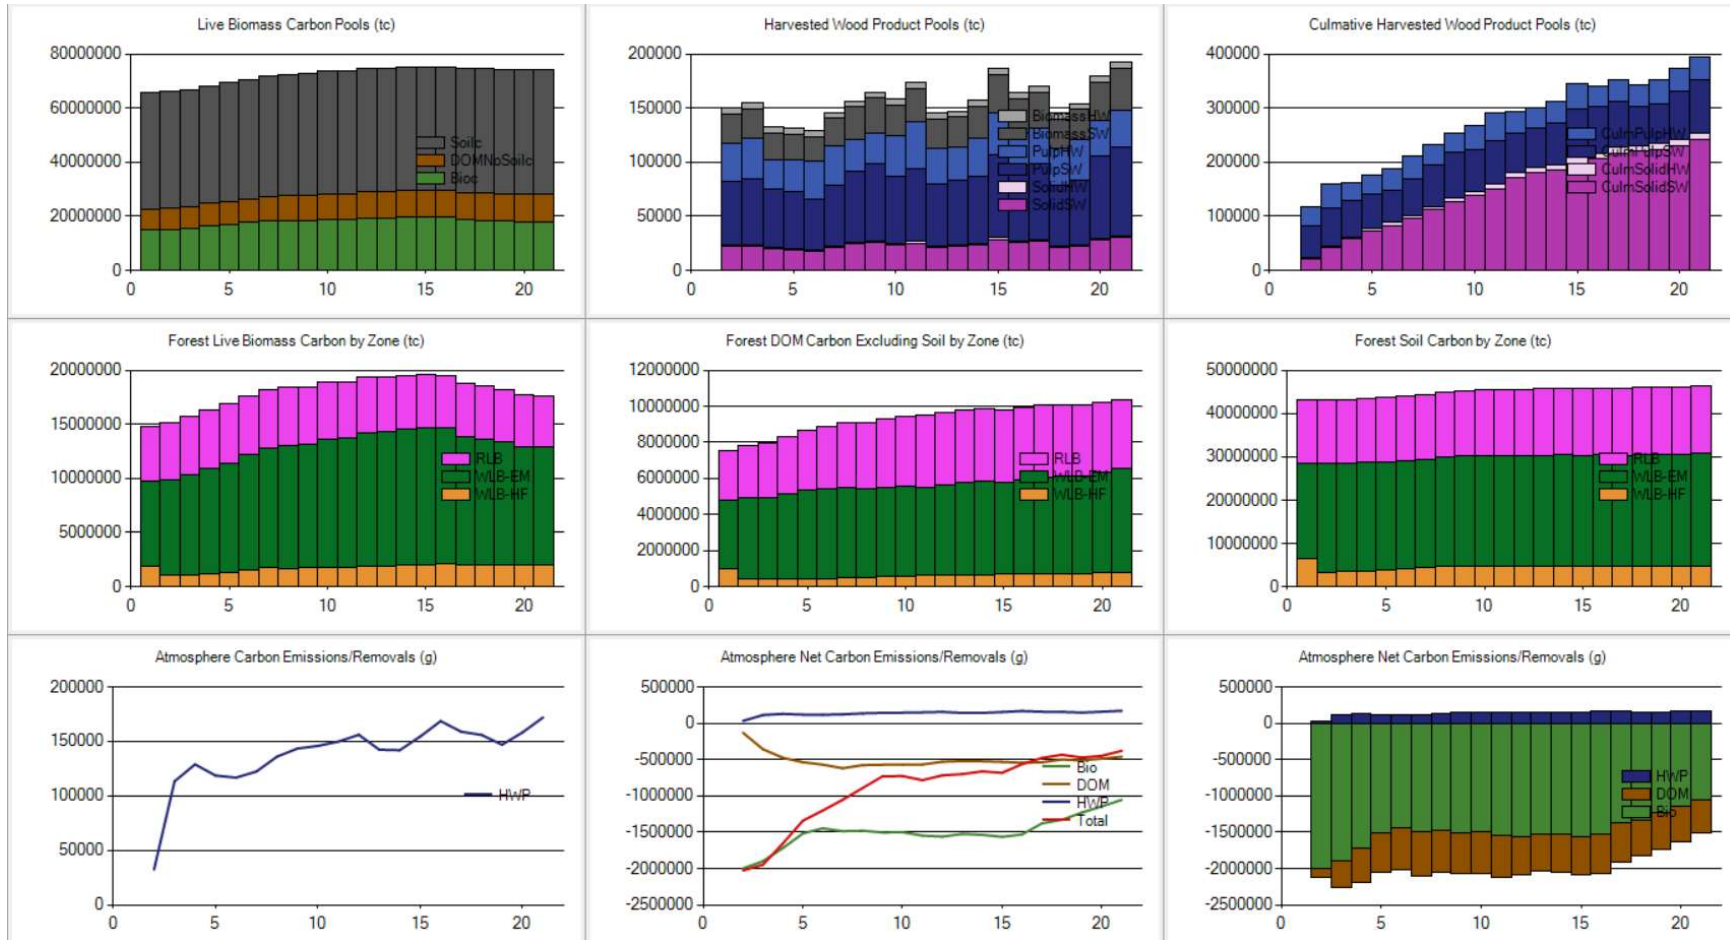 Live Biomass Carbon Pools (tc)
80000000
60000000
40000000
20000000
0
Soilc
DOMNoSoilc
Bioc
0 5 10 15 20
Harvested Wood Product Pools (tc)
200000
150000
100000
50000
0
BiomassHW
BiomassSW
PulpHW
PulpSW
SolidHW
SolidSW
0 5 10 15 20
Culmative Harvested Wood Product Pools (tc)
400000
300000
200000
100000
0
CulmPulpHW
CulmPulpSW
CulmSolidHW
CulmSolidSW
0 5 10 15 20
Forest Live Biomass Carbon by Zone (tc)
20000000
15000000
10000000
5000000
0
RLB
WLB-EM
WLB-HF
0 5 10 15 20
Forest DOM Carbon Excluding Soil by Zone (tc)
12000000
10000000
8000000
6000000
4000000
2000000
0
RLB
WLB-EM
WLB-HF
0 5 10 15 20
Forest Soil Carbon by Zone (tc)
50000000
40000000
30000000
20000000
10000000
0
RLB
WLB-EM
WLB-HF
0 5 10 15 20
Atmosphere Carbon Emissions/Removals (g)
200000
150000
100000
50000
0
HWP
0 5 10 15 20
Atmosphere Net Carbon Emissions/Removals (g)
500000
0
-500000
-1000000
-1500000
-2000000
-2500000
Bio
DOM
HWP
Total
0 5 10 15 20
Atmosphere Net Carbon Emissions/Removals (g)
500000
0
-500000
-1000000
-1500000
-2000000
-2500000
HWP
DOM
Bio
0 5 10 15 20